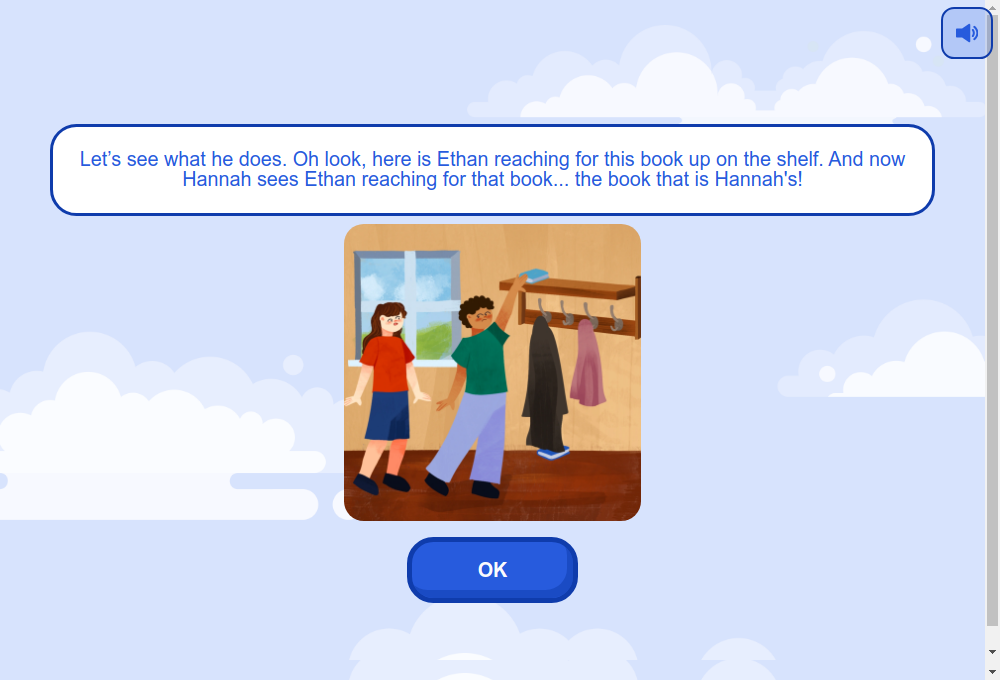 Let’s see what he does. Oh look, here is Ethan reaching for this book up on the shelf. And now
Hannah sees Ethan reaching for that book... the book that is Hannah's!
OK